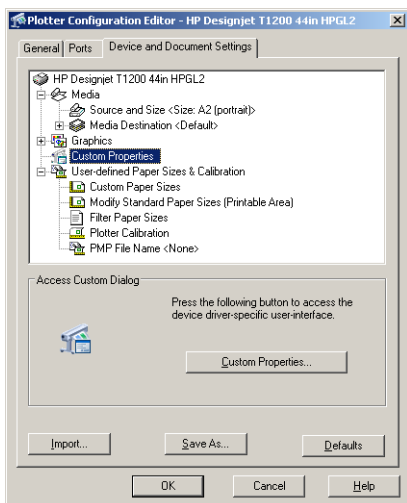 Plotter Configuration Editor - HP Designjet T1200 44in HPGL2
General
Ports
Device and Document Settings
HP Designjet T1200 44in HPGL2
Media
Source and Size <Size: A2 (portrait)>
Media Destination <Default>
Graphics
Custom Properties
User-defined Paper Sizes & Calibration
Custom Paper Sizes
Modify Standard Paper Sizes (Printable Area)
Filter Paper Sizes
Plotter Calibration
PMP File Name <None>
Access Custom Dialog
Press the following button to access the
device driver-specific user-interface.
Custom Properties...
Import...
Save As...
Defaults
OK
Cancel
Help